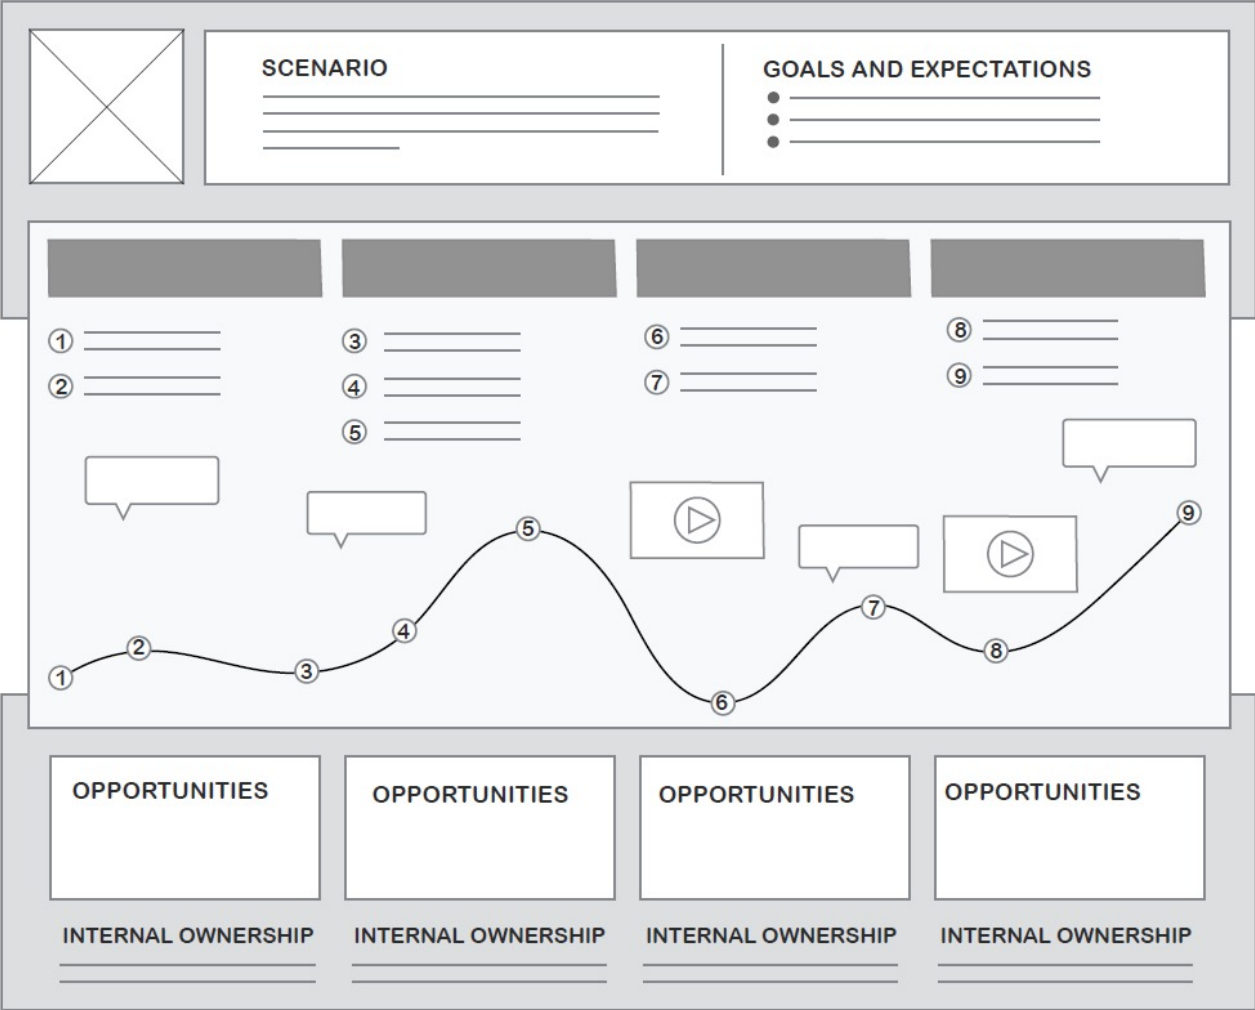 SCENARIO
GOALS AND EXPECTATIONS
1
2
3
4
5
6
7
8
9
1
2
3
4
5
6
7
8
9
OPPORTUNITIES
OPPORTUNITIES
OPPORTUNITIES
OPPORTUNITIES
INTERNAL OWNERSHIP
INTERNAL OWNERSHIP
INTERNAL OWNERSHIP
INTERNAL OWNERSHIP